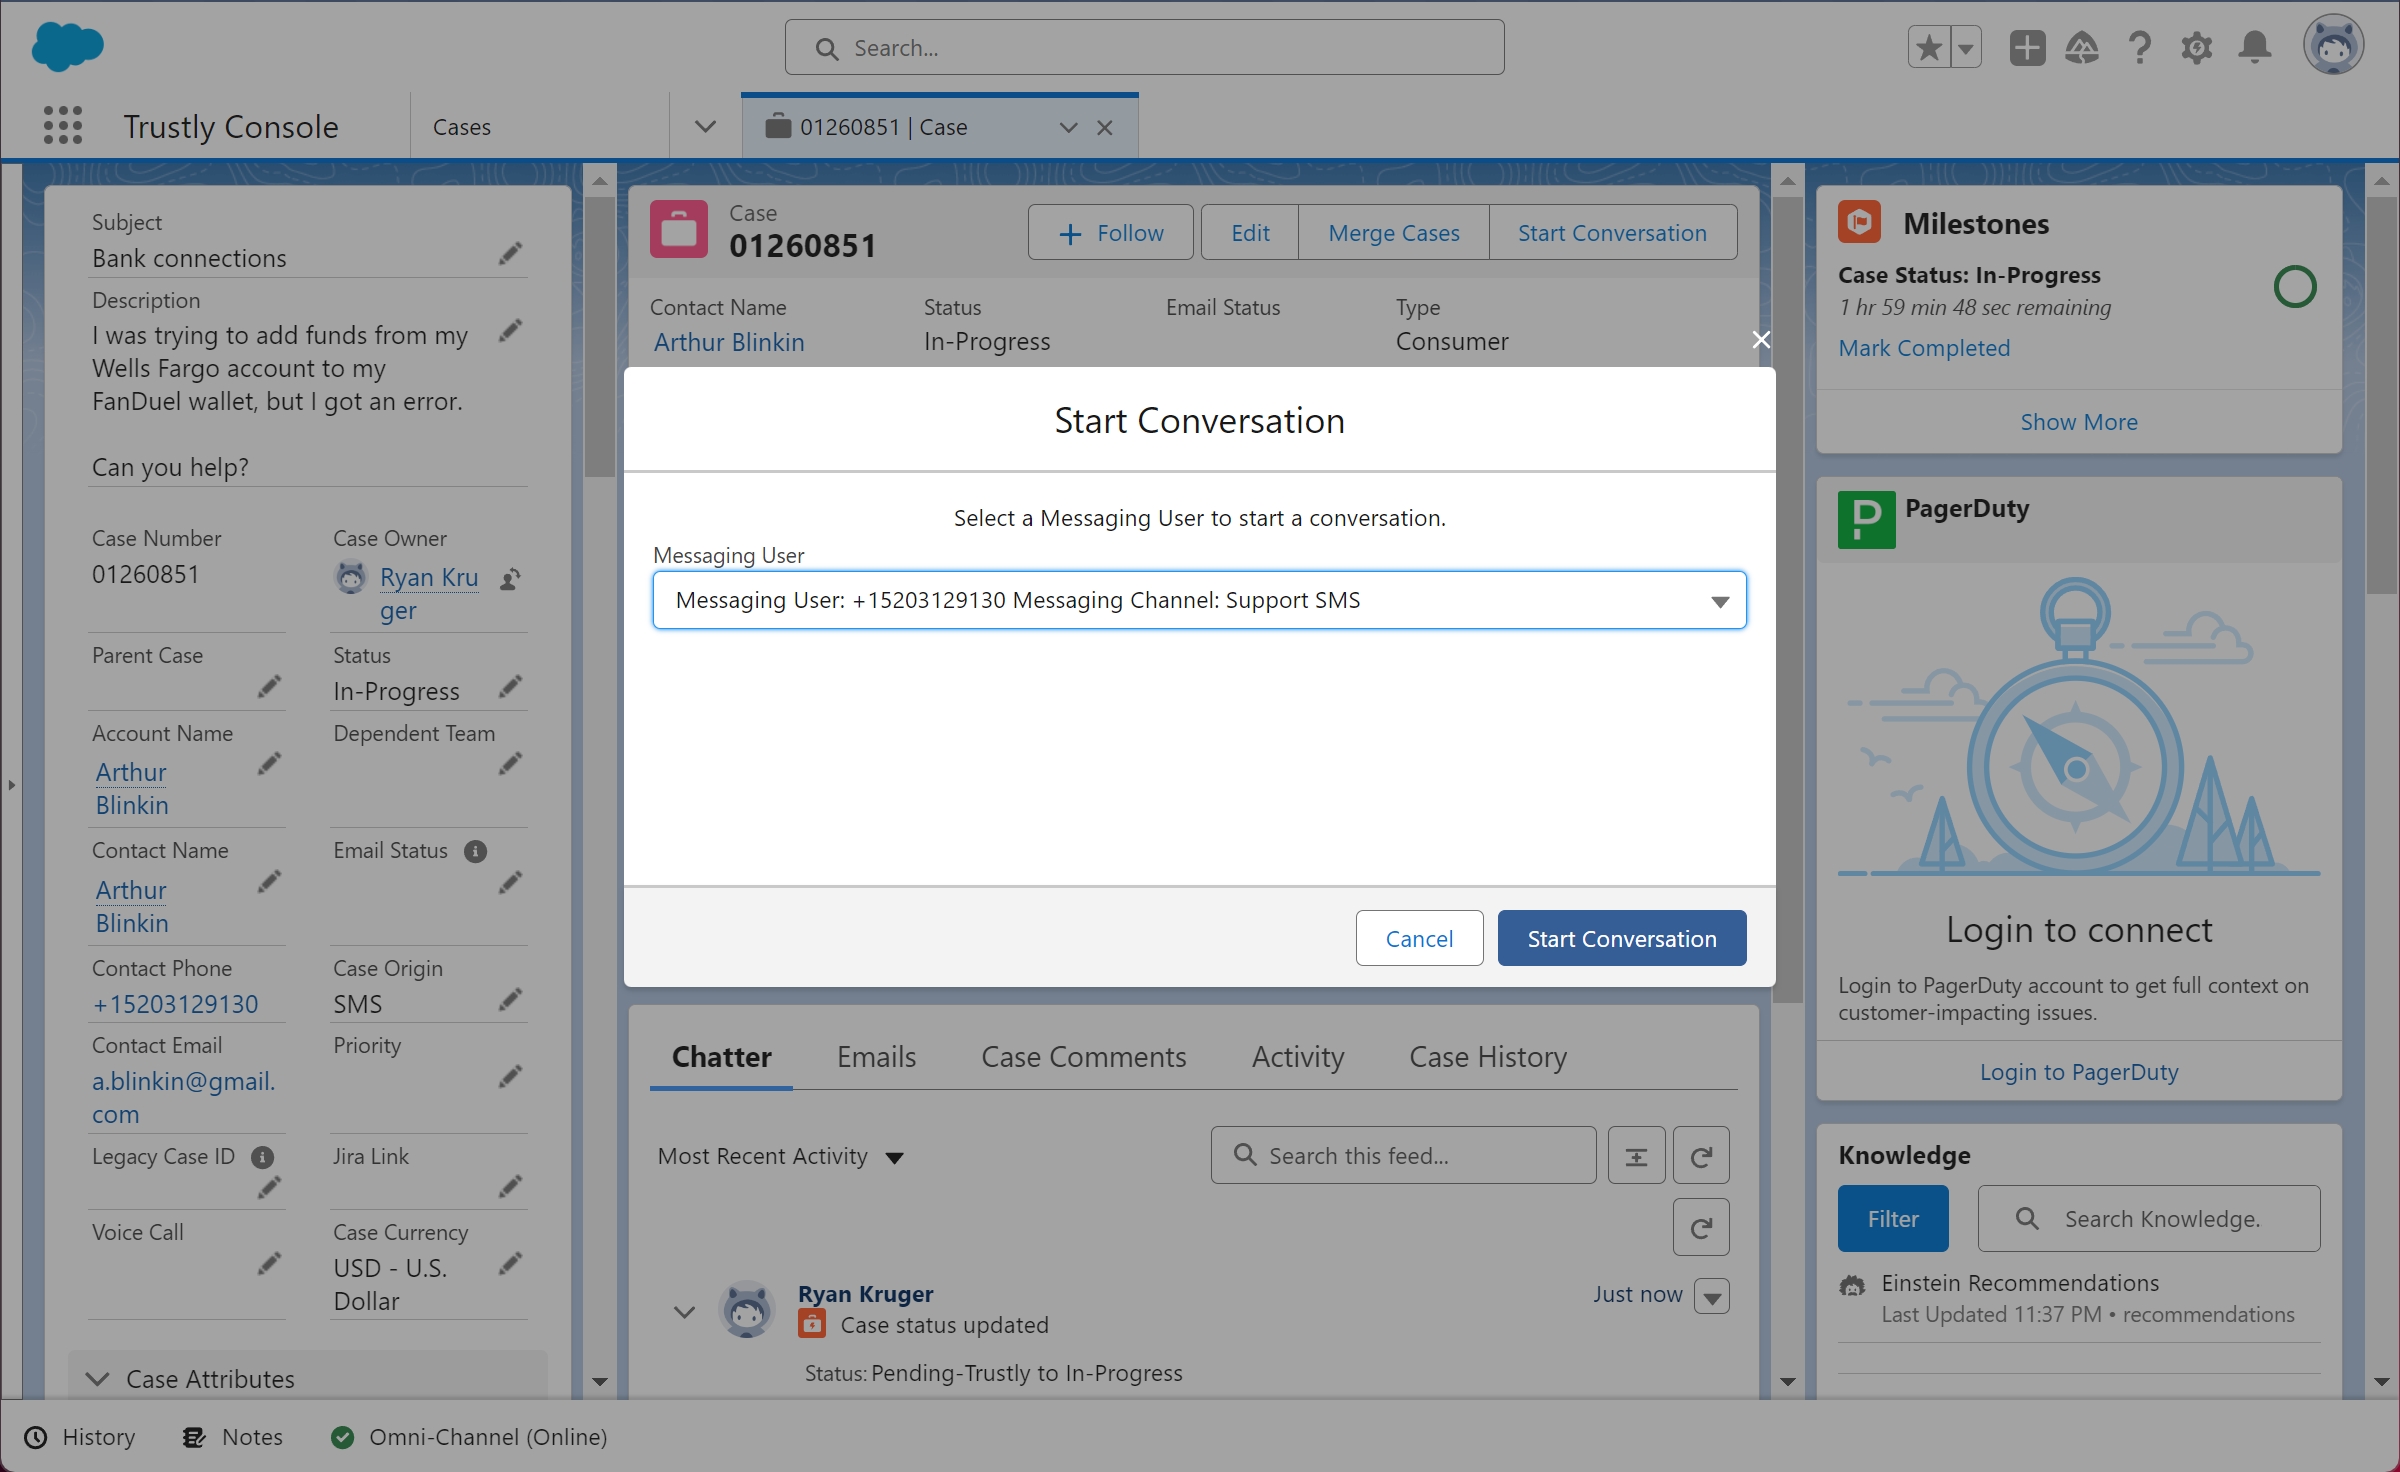 Search...
Trustly Console
Cases
01260851 | Case
Subject
Bank connections
Description
I was trying to add funds from my
Wells Fargo account to my
FanDuel wallet, but I got an error.
Can you help?
Case Number
01260851
Case Owner
Ryan Kru
ger
Parent Case
Status
In-Progress
Account Name
Arthur
Blinkin
Dependent Team
Contact Name
Arthur
Blinkin
Email Status
Contact Phone
+15203129130
Case Origin
SMS
Contact Email
a.blinkin@gmail.
com
Priority
Legacy Case ID
Jira Link
Voice Call
Case Currency
USD - U.S.
Dollar
Case Attributes
Case
01260851
Follow
Edit
Merge Cases
Start Conversation
Contact Name
Arthur Blinkin
Status
In-Progress
Email Status
Type
Consumer
Start Conversation
Select a Messaging User to start a conversation.
Messaging User
Messaging User: +15203129130 Messaging Channel: Support SMS
Cancel
Start Conversation
Chatter
Emails
Case Comments
Activity
Case History
Most Recent Activity
Search this feed...
Ryan Kruger
Just now
Case status updated
Status: Pending-Trustly to In-Progress
Milestones
Case Status: In-Progress
1 hr 59 min 48 sec remaining
Mark Completed
Show More
P
PagerDuty
Login to connect
Login to PagerDuty account to get full context on
customer-impacting issues.
Login to PagerDuty
Knowledge
Filter
Search Knowledge.
Einstein Recommendations
Last Updated 11:37 PM • recommendations
History
Notes
Omni-Channel (Online)